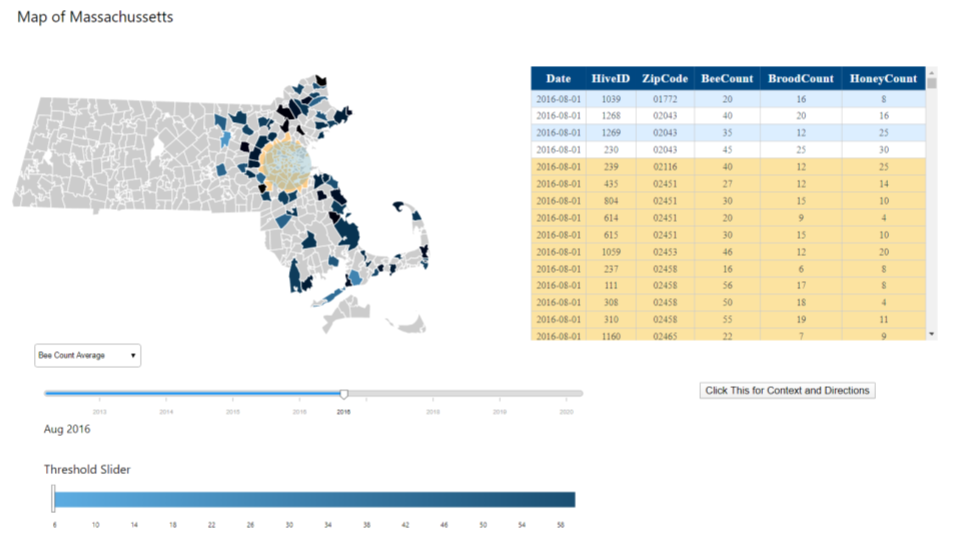 Map of Massachussetts
Date HiveID ZipCode BeeCount BroodCount HoneyCount
2016-08-01 1039 01772 20 16 8
2016-08-01 1268 02043 40 20 16
2016-08-01 1269 02043 35 12 25
2016-08-01 230 02043 45 25 30
2016-08-01 239 02116 40 12 25
2016-08-01 435 02451 27 12 14
2016-08-01 804 02451 30 15 10
2016-08-01 614 02451 20 9 4
2016-08-01 615 02451 30 15 10
2016-08-01 1059 02453 46 12 20
2016-08-01 237 02458 16 6 8
2016-08-01 111 02458 56 17 8
2016-08-01 308 02458 50 18 4
2016-08-01 310 02458 55 19 11
2016-08-01 1160 02465 22 7 9
Bee Count Average
Click This for Context and Directions
2013 2014 2015 2016 2016 2018 2019 2020
Aug 2016
Threshold Slider
6 10 14 18 22 26 30 34 38 42 46 50 54 58